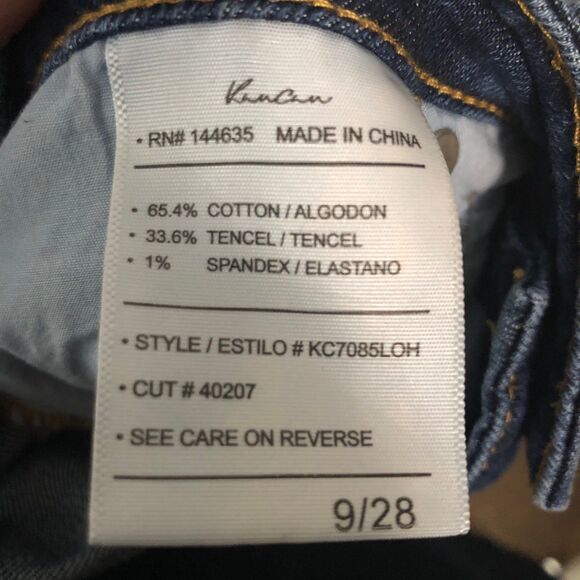 KanCan
• RN# 144635 MADE IN CHINA
• 65.4% COTTON / ALGODON
• 33.6% TENCEL / TENCEL
• 1% SPANDEX / ELASTANO
• STYLE / ESTILO # KC7085LOH
• CUT # 40207
• SEE CARE ON REVERSE
9/28